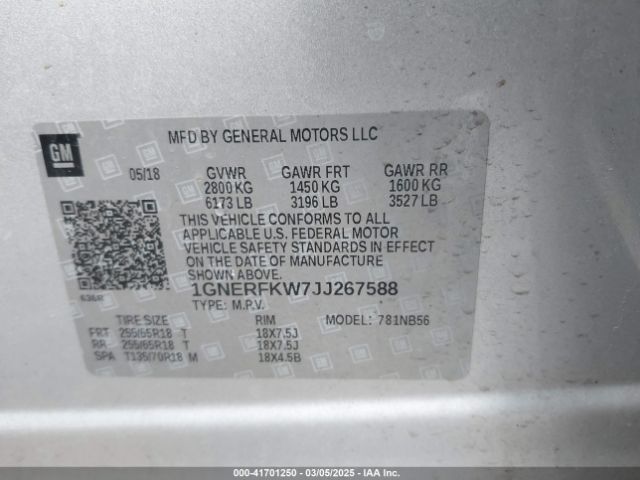 GM
MFD BY GENERAL MOTORS LLC
05/18 GVWR GAWR FRT GAWR RR
2800 KG 1450 KG 1600 KG
6173 LB 3196 LB 3527 LB
THIS VEHICLE CONFORMS TO ALL
APPLICABLE U.S. FEDERAL MOTOR
VEHICLE SAFETY STANDARDS IN EFFECT
ON THE DATE OF MANUFACTURE
SHOWN ABOVE.
636R 1GNERFKW7JJ267588
TYPE: M.P.V.
TIRE SIZE RIM MODEL: 781NB56
FRT 255/65R18 T 18X7.5J
RR 255/65R18 T 18X7.5J
SPA T135/70R18 M 18X4.5B
000-41701250 | 03/05/2025 | IAA Inc.